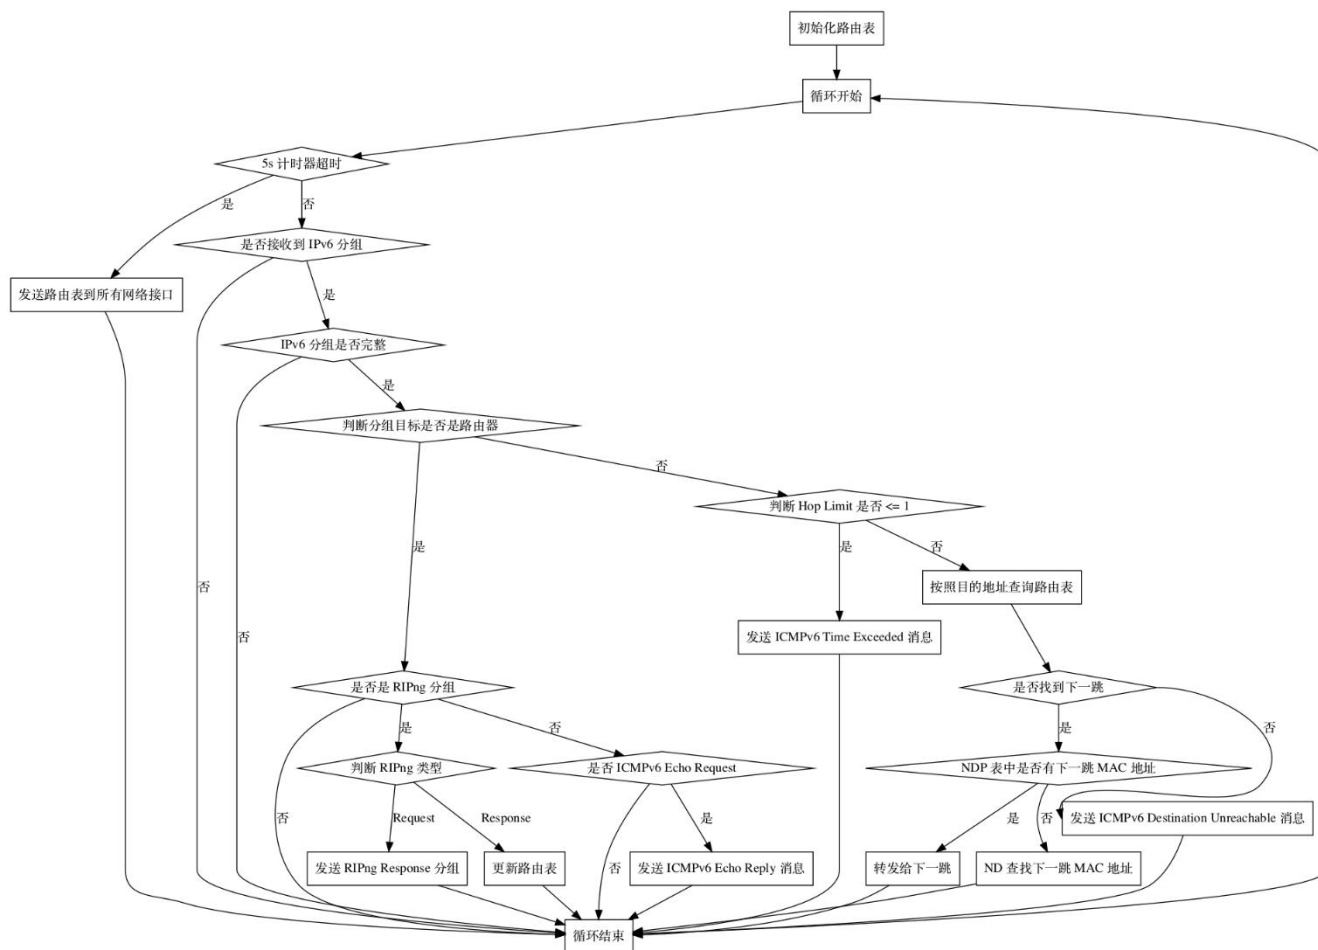 初始化路由表
循环开始
5s 计时器超时
是
否
是否接收到 IPv6 分组
发送路由表到所有网络接口
是
IPv6 分组是否完整
是
判断分组目标是否是路由器
否
判断 Hop Limit 是否 <= 1
是
是
否
否
按照目的地址查询路由表
否
发送 ICMPv6 Time Exceeded 消息
是否是 RIPng 分组
是否找到下一跳
是
否
是
否
判断 RIPng 类型
是否 ICMPv6 Echo Request
NDP 表中是否有下一跳 MAC 地址
否
Request
Response
是
是
否
发送 ICMPv6 Destination Unreachable 消息
发送 RIPng Response 分组
更新路由表
否
发送 ICMPv6 Echo Reply 消息
转发给下一跳
ND 查找下一跳 MAC 地址
循环结束